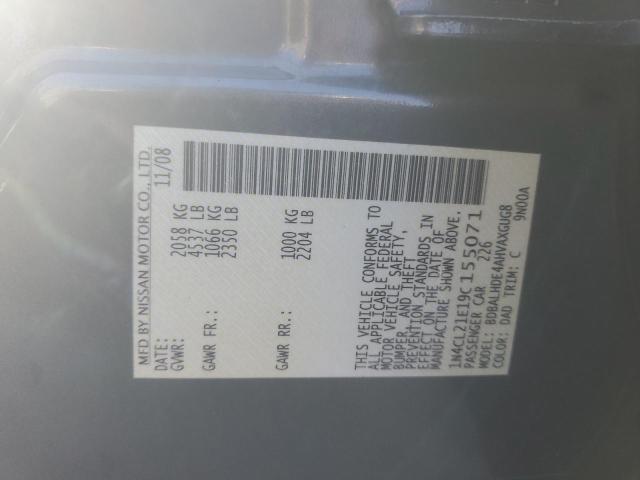 MFD BY NISSAN MOTOR CO., LTD.
DATE: 11/08
GVWR: 2058 KG
4537 LB
GAWR FR: 1066 KG
2350 LB
GAWR RR: 1000 KG
2204 LB
THIS VEHICLE CONFORMS TO
ALL APPLICABLE FEDERAL
MOTOR VEHICLE SAFETY,
BUMPER, AND THEFT
PREVENTION STANDARDS IN
EFFECT ON THE DATE OF
MANUFACTURE SHOWN ABOVE.
1N4CL21E19C155071
PASSENGER CAR 226
MODEL: BDBALHDE4AHVAXGUG8
COLOR: DAD TRIM: C 9N00A